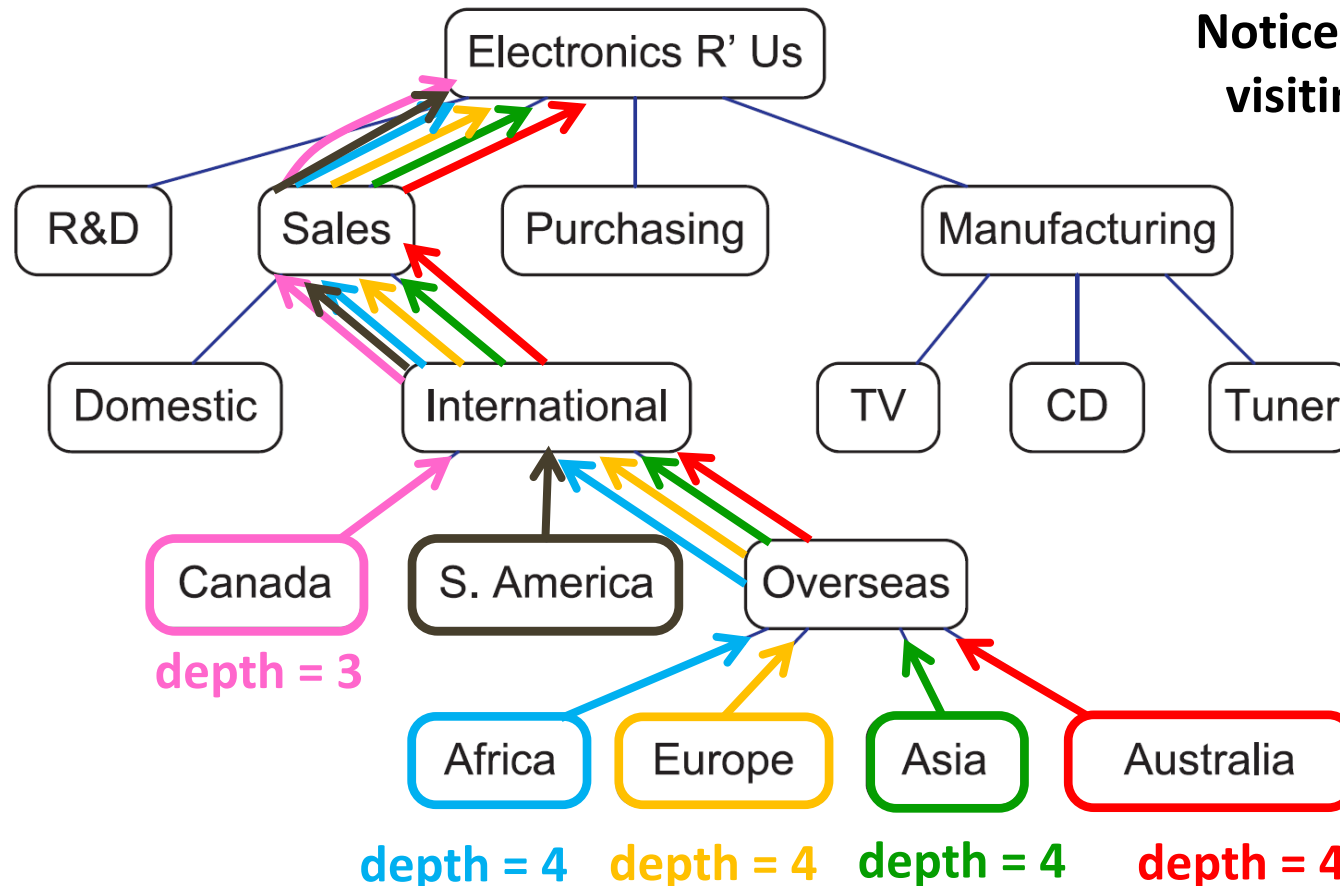 Electronics R' Us
Notice
visitin
R&D
Sales
Purchasing
Manufacturing
Domestic
International
TV
CD
Tuner
Canada
S. America
Overseas
depth = 3
Africa
Europe
Asia
Australia
depth = 4
depth = 4
depth = 4
depth = 4